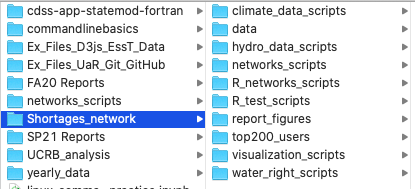 cdss-app-statemod-fortran
commandlinebasics
Ex_Files_D3js_EssT_Data
Ex_Files_UaR_Git_GitHub
FA20 Reports
networks_scripts
Shortages_network
SP21 Reports
UCRB_analysis
yearly_data
climate_data_scripts
data
hydro_data_scripts
networks_scripts
R_networks_scripts
R_test_scripts
report_figures
top200_users
visualization_scripts
water_right_scripts